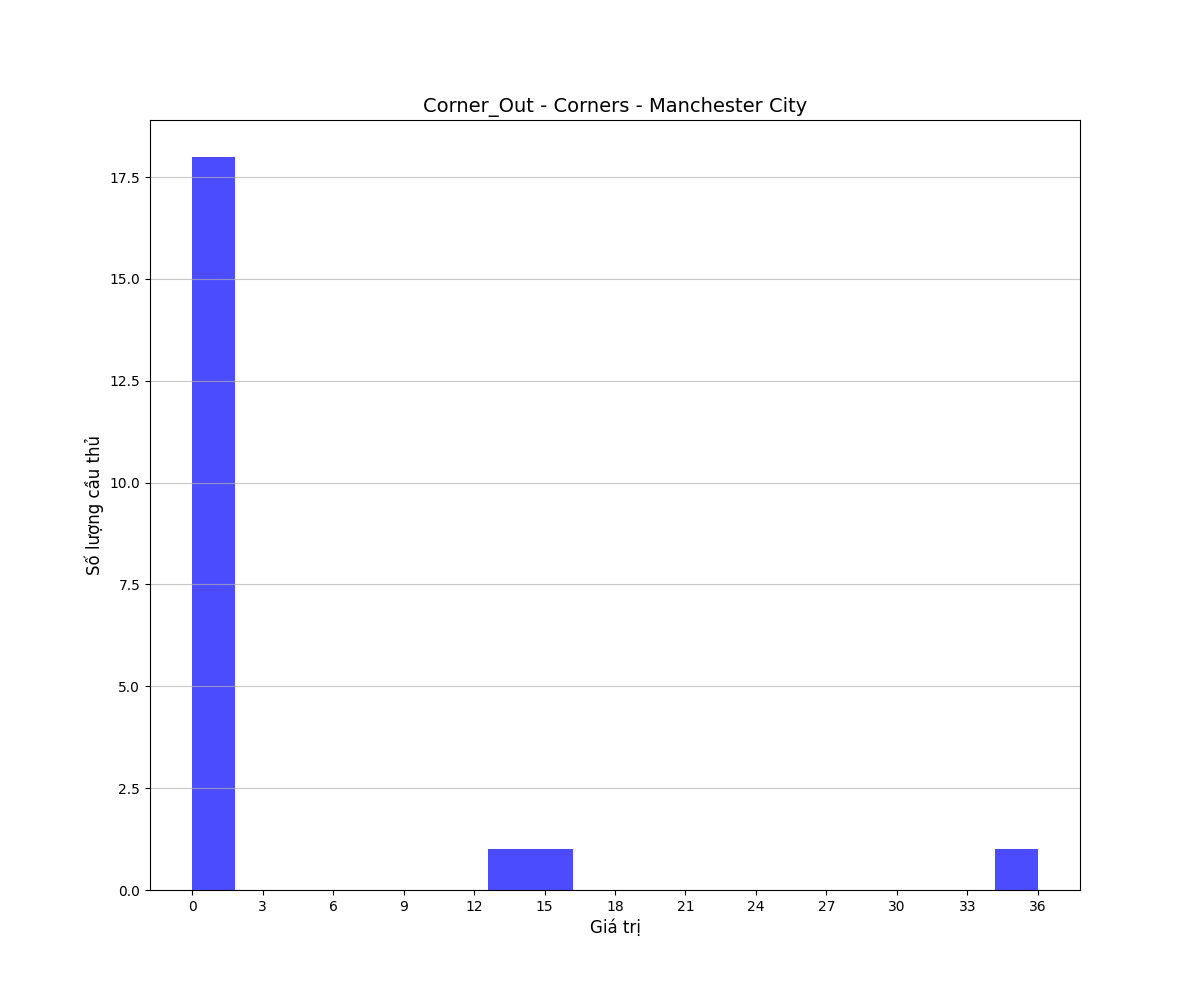 Corner_Out - Corners - Manchester City
Số lượng cầu thủ
17.5
15.0
12.5
10.0
7.5
5.0
2.5
0.0
0 3 6 9 12 15 18 21 24 27 30 33 36
Giá trị